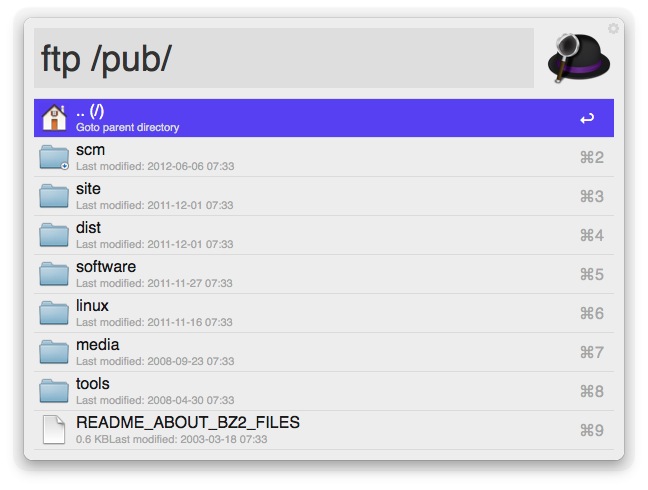 ftp /pub/
.. (/)
Goto parent directory
↩
scm
Last modified: 2012-06-06 07:33
⌘2
site
Last modified: 2011-12-01 07:33
⌘3
dist
Last modified: 2011-12-01 07:33
⌘4
software
Last modified: 2011-11-27 07:33
⌘5
linux
Last modified: 2011-11-16 07:33
⌘6
media
Last modified: 2008-09-23 07:33
⌘7
tools
Last modified: 2008-04-30 07:33
⌘8
README_ABOUT_BZ2_FILES
0.6 KBLast modified: 2003-03-18 07:33
⌘9